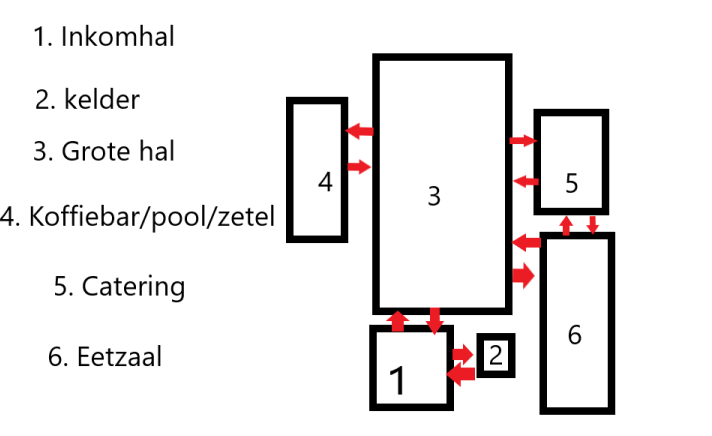 1. Inkomhal
2. kelder
3. Grote hal
4. Koffiebar/pool/zetel
5. Catering
6. Eetzaal
4
3
5
6
1
2